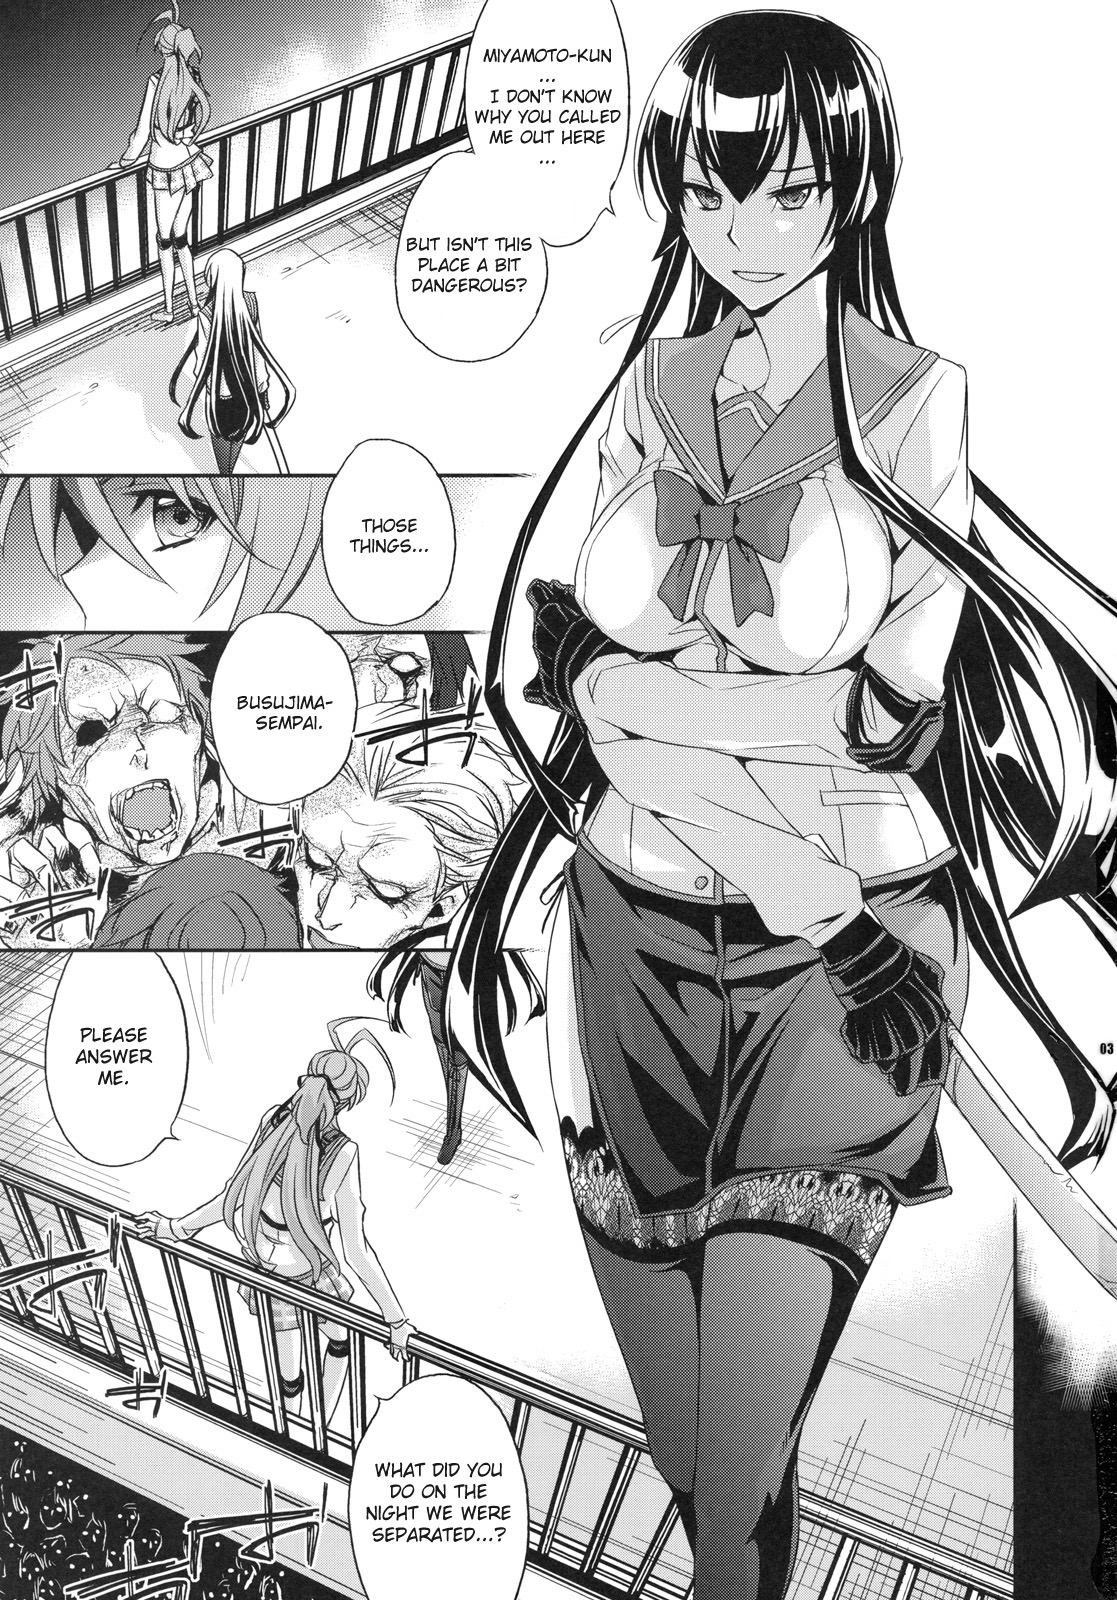 MIYAMOTO-KUN
...
I DON'T KNOW
WHY YOU CALLED
ME OUT HERE
...
BUT ISN'T THIS
PLACE A BIT
DANGEROUS?
THOSE
THINGS...
BUSUJIMA-
SEMPAI.
PLEASE
ANSWER
ME.
03
WHAT DID YOU
DO ON THE
NIGHT WE WERE
SEPARATED...?